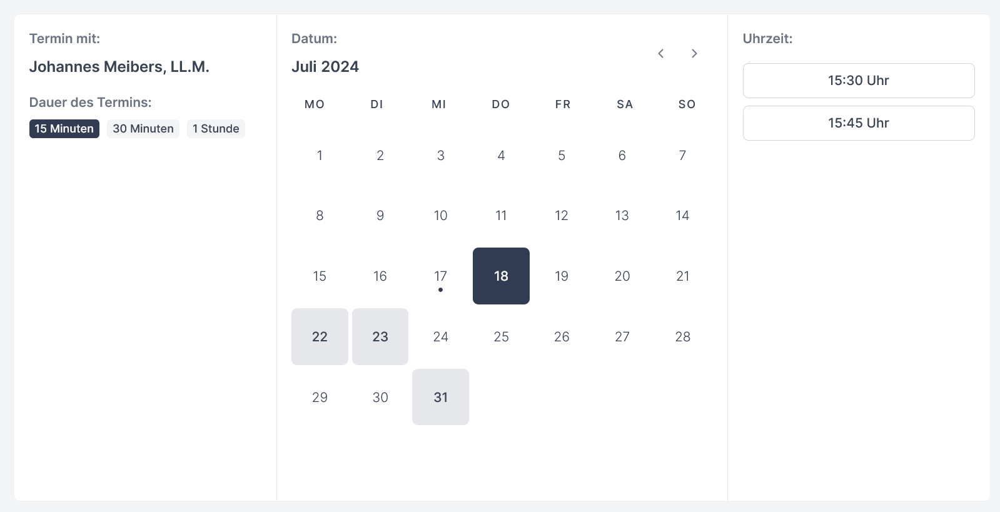 Termin mit:
Johannes Meibers, LL.M.
Dauer des Termins:
15 Minuten 30 Minuten 1 Stunde
Datum:
Juli 2024
MO DI MI DO FR SA SO
1 2 3 4 5 6 7
8 9 10 11 12 13 14
15 16 17 18 19 20 21
22 23 24 25 26 27 28
29 30 31
Uhrzeit:
15:30 Uhr
15:45 Uhr